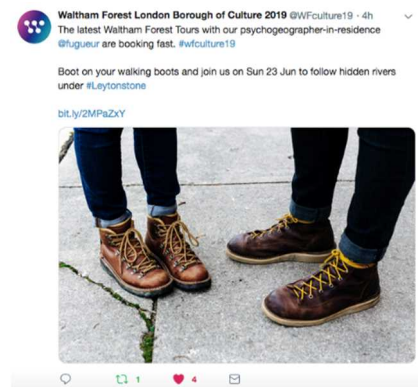 Waltham Forest London Borough of Culture 2019 @WFculture19 · 4h
The latest Waltham Forest Tours with our psychogeographer-in-residence
@fugueur are booking fast. #wfculture19
Boot on your walking boots and join us on Sun 23 Jun to follow hidden rivers
under #Leytonstone
bit.ly/2MPaZxY
1 4